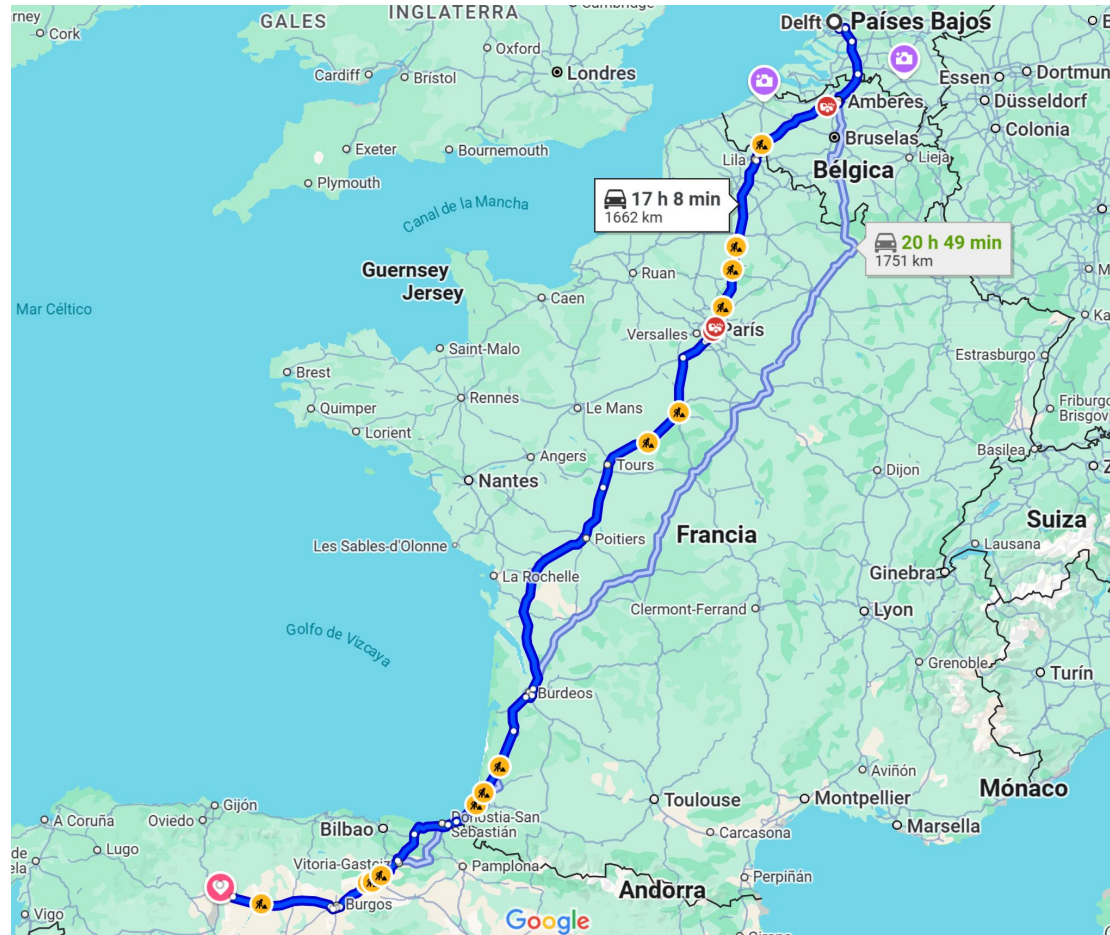 GALES
INGLATERRA
Cork
Oxford
Cardiff
Brístol
Londres
Exeter
Bournemouth
Plymouth
Canal de la Mancha
Delft
Países Bajos
Essen
Dortmun
Düsseldorf
Colonia
Amberes
Bruselas
Lieja
Bélgica
Lila
17 h 8 min
1662 km
20 h 49 min
1751 km
Guernsey
Jersey
Mar Céltico
Ruan
Caen
Versalles
París
Saint-Malo
Brest
Quimper
Lorient
Rennes
Le Mans
Angers
Tours
Nantes
Estrasburgo
Friburgo
Brisgov
Basilea
Dijon
Les Sables-d'Olonne
Poitiers
Francia
Suiza
Lausana
Ginebra
La Rochelle
Clermont-Ferrand
Lyon
Golfo de Vizcaya
Grenoble
Turín
Burdeos
Aviñón
Mónaco
Toulouse
Montpellier
Marsella
Carcasona
Perpiñán
Andorra
Gijón
A Coruña
Oviedo
Lugo
Bilbao
Donostia-San
Sebastián
Vitoria-Gasteiz
Pamplona
Burgos
Vigo
Google